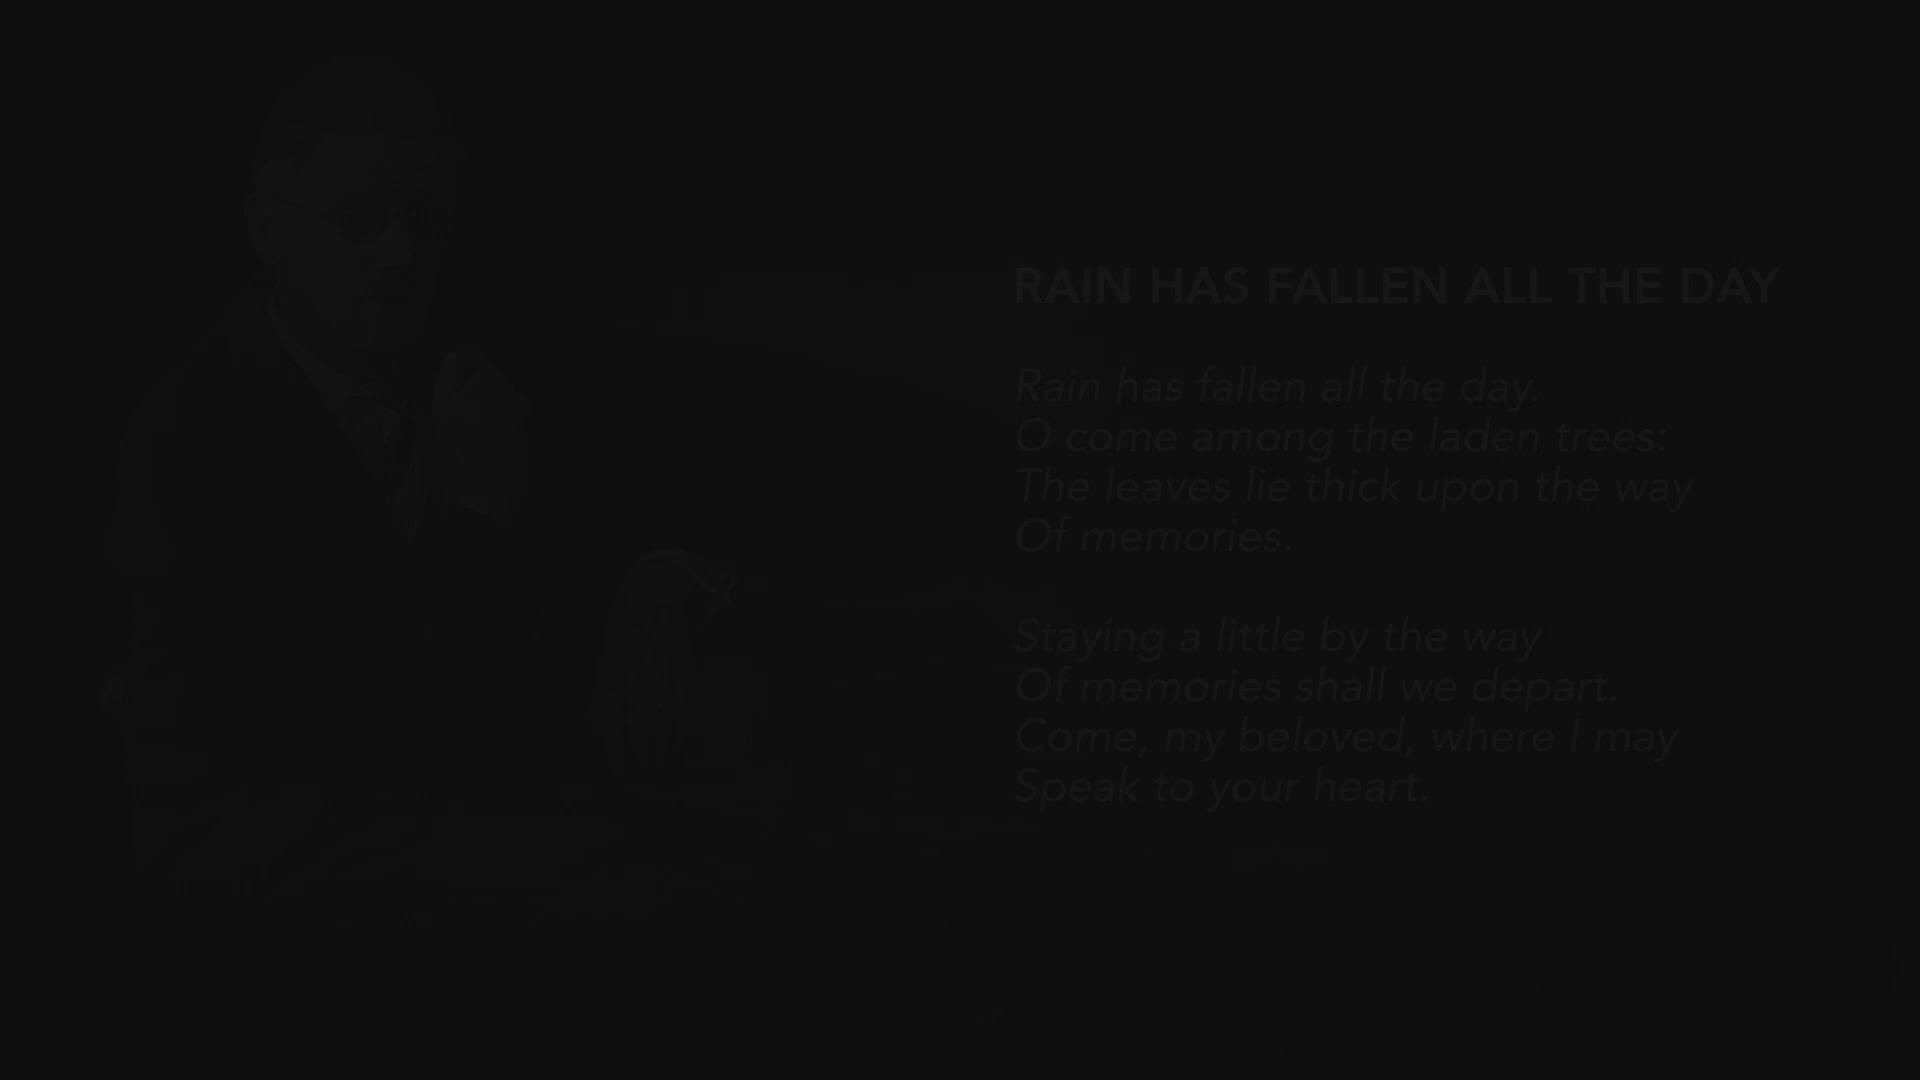 RAIN HAS FALLEN ALL THE DAY
Rain has fallen all the day.
O come among the laden trees:
The leaves lie thick upon the way
Of memories.
Staying a little by the way
Of memories shall we depart.
Come, my beloved, where I may
Speak to your heart.